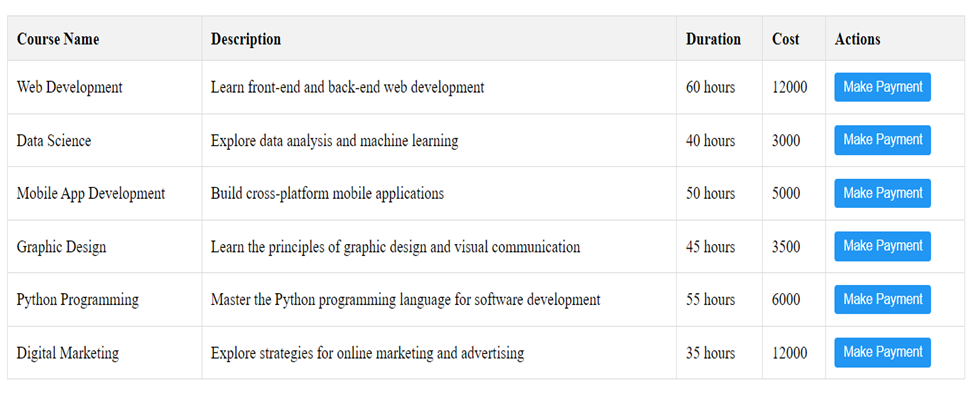 Course Name Description Duration Cost Actions
Web Development Learn front-end and back-end web development 60 hours 12000 Make Payment
Data Science Explore data analysis and machine learning 40 hours 3000 Make Payment
Mobile App Development Build cross-platform mobile applications 50 hours 5000 Make Payment
Graphic Design Learn the principles of graphic design and visual communication 45 hours 3500 Make Payment
Python Programming Master the Python programming language for software development 55 hours 6000 Make Payment
Digital Marketing Explore strategies for online marketing and advertising 35 hours 12000 Make Payment